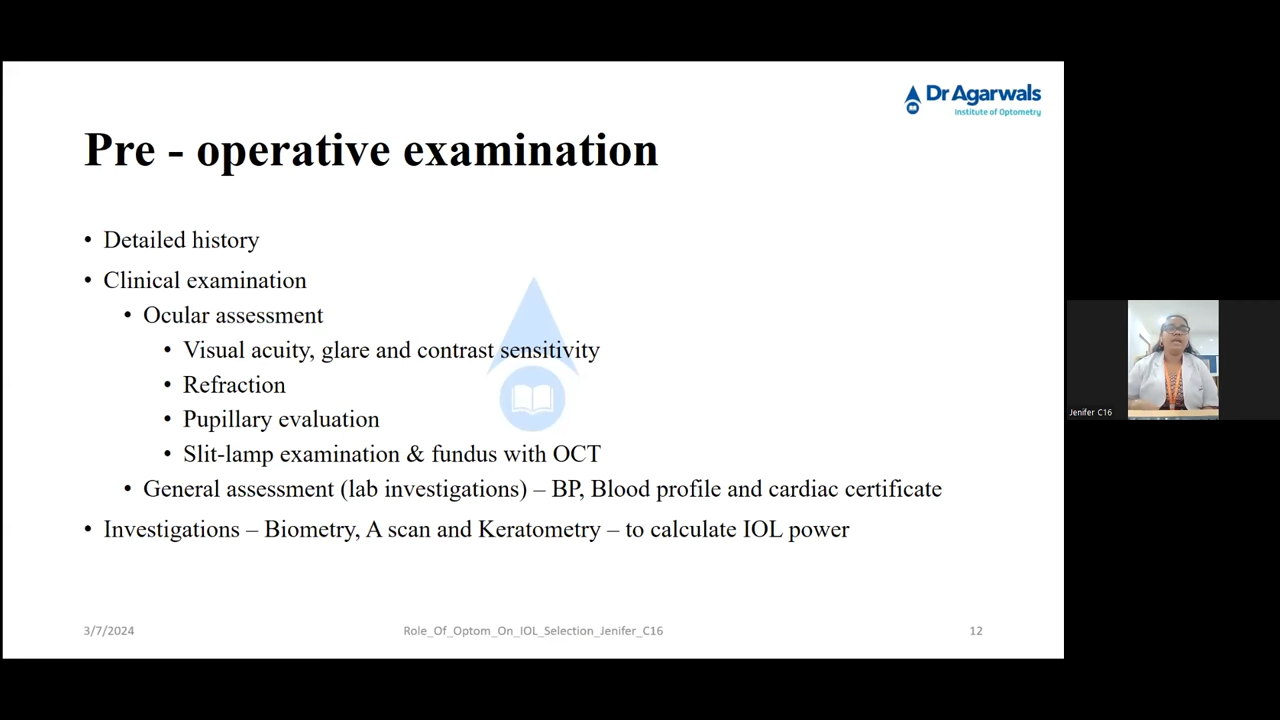 Dr Agarwals
Institute of Optometry
Pre - operative examination
• Detailed history
• Clinical examination
• Ocular assessment
• Visual acuity, glare and contrast sensitivity
• Refraction
• Pupillary evaluation
• Slit-lamp examination & fundus with OCT
• General assessment (lab investigations) – BP, Blood profile and cardiac certificate
• Investigations – Biometry, A scan and Keratometry – to calculate IOL power
3/7/2024
Role_Of_Optom_On_IOL_Selection_Jenifer_C16
12
Jenifer C16